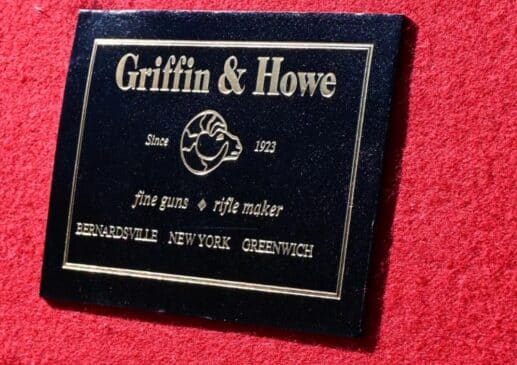 Griffin & Howe
Since 1923
fine guns ♦ rifle maker
BERNARDSVILLE NEW YORK GREENWICH